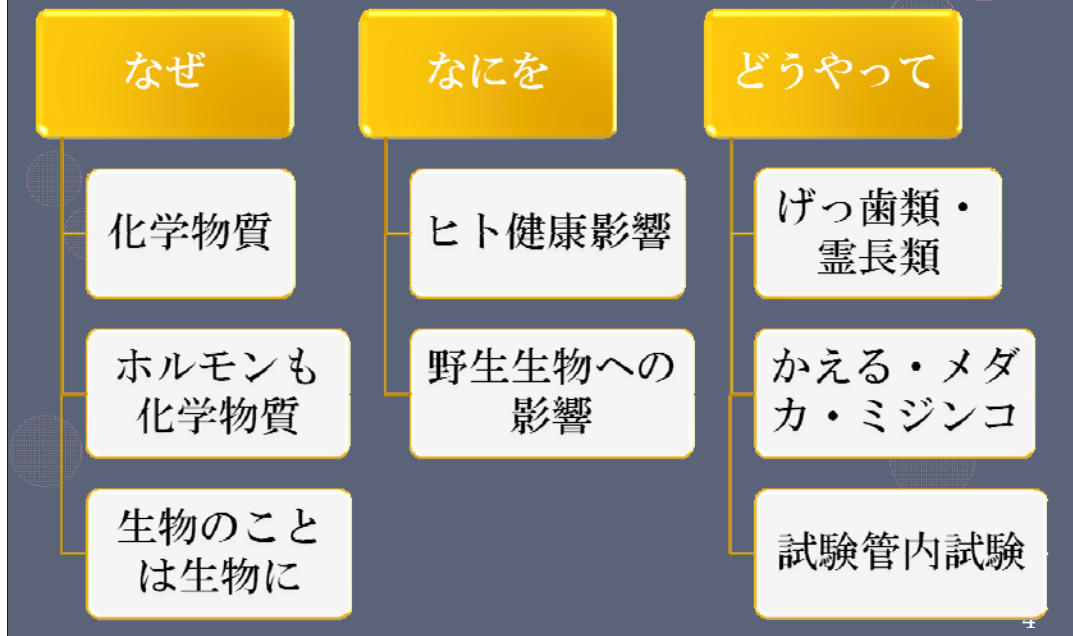 なぜ
化学物質
ホルモンも
化学物質
生物のこと
は生物に
なにを
ヒト健康影響
野生生物への
影響
どうやって
げっ歯類・
霊長類
かえる・メダ
カ・ミジンコ
試験管内試験
4